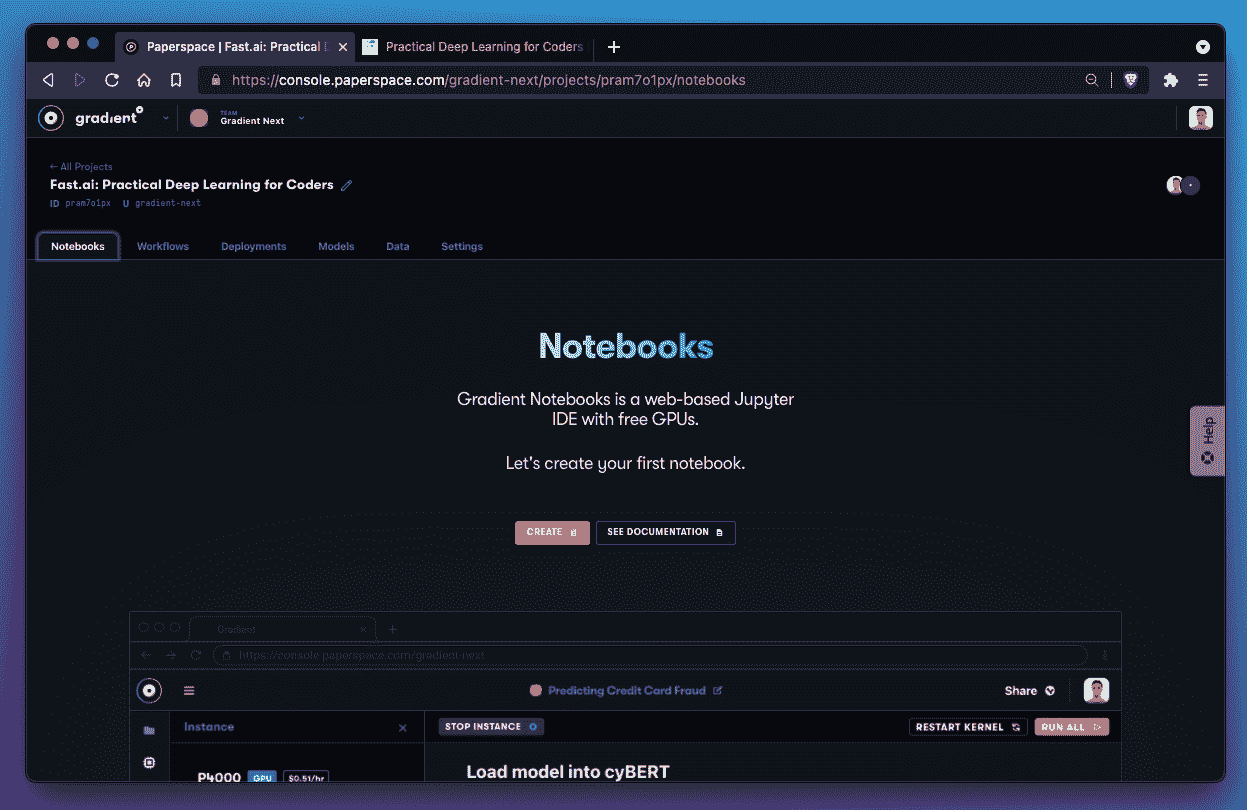 Paperspace | Fast.ai: Practical D
Practical Deep Learning for Coders
https://console.paperspace.com/gradient-next/projects/pram7o1px/notebooks
gradient
TEAM
Gradient Next
← All Projects
Fast.ai: Practical Deep Learning for Coders
ID pram7o1px U gradient-next
Notebooks Workflows Deployments Models Data Settings
Notebooks
Gradient Notebooks is a web-based Jupyter
IDE with free GPUs.
Let's create your first notebook.
Help
CREATE SEE DOCUMENTATION
Gradient
https://console.paperspace.com/gradient-next
Predicting Credit Card Fraud
Share
Instance
STOP INSTANCE
RESTART KERNEL
RUN ALL
P4000 GPU $0.51/hr
Load model into cyBERT